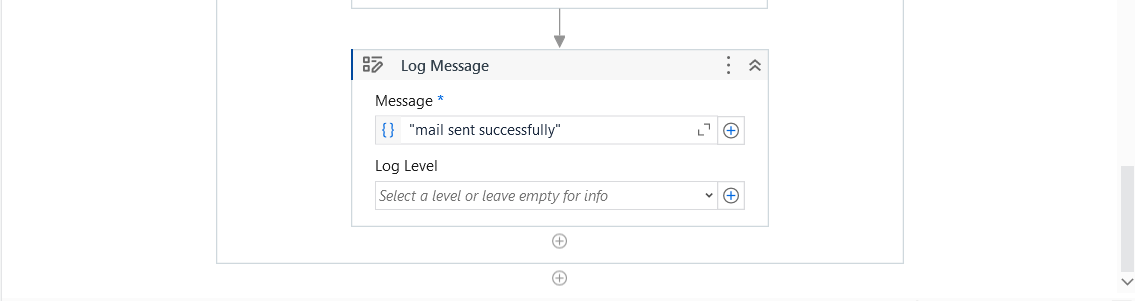 Log Message
Message *
{} "mail sent successfully"
Log Level
Select a level or leave empty for info